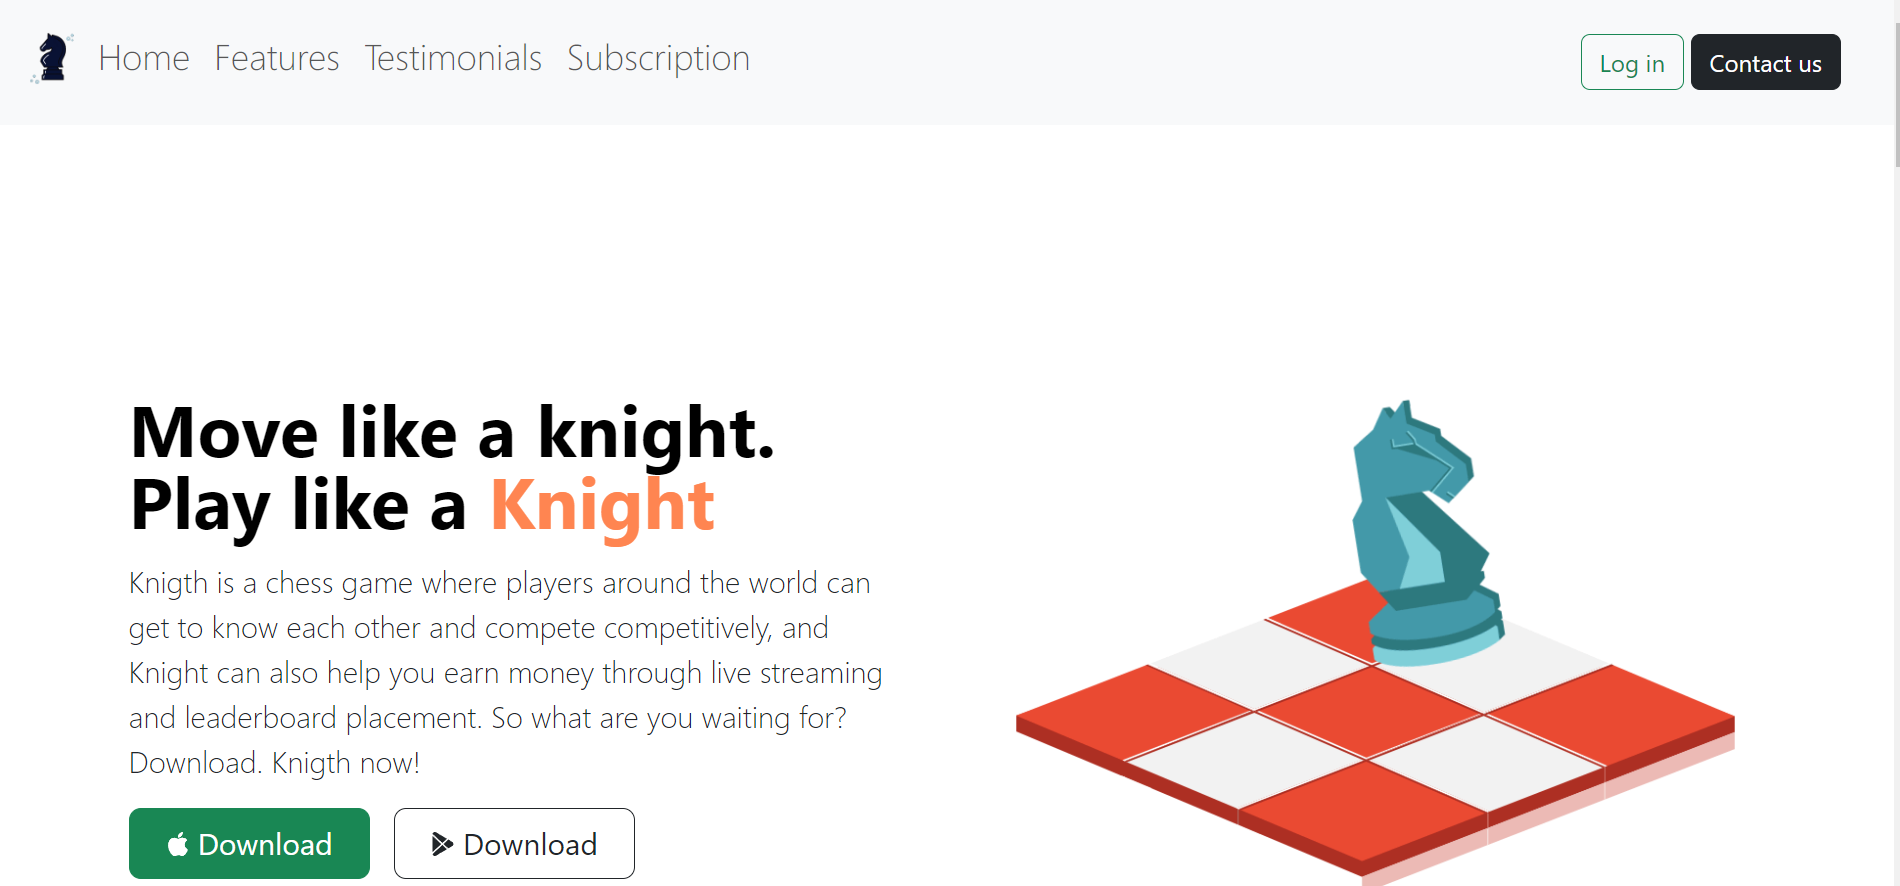 Home Features Testimonials Subscription
Log in Contact us
Move like a knight.
Play like a Knight
Knigth is a chess game where players around the world can
get to know each other and compete competitively, and
Knight can also help you earn money through live streaming
and leaderboard placement. So what are you waiting for?
Download. Knigth now!
Download Download